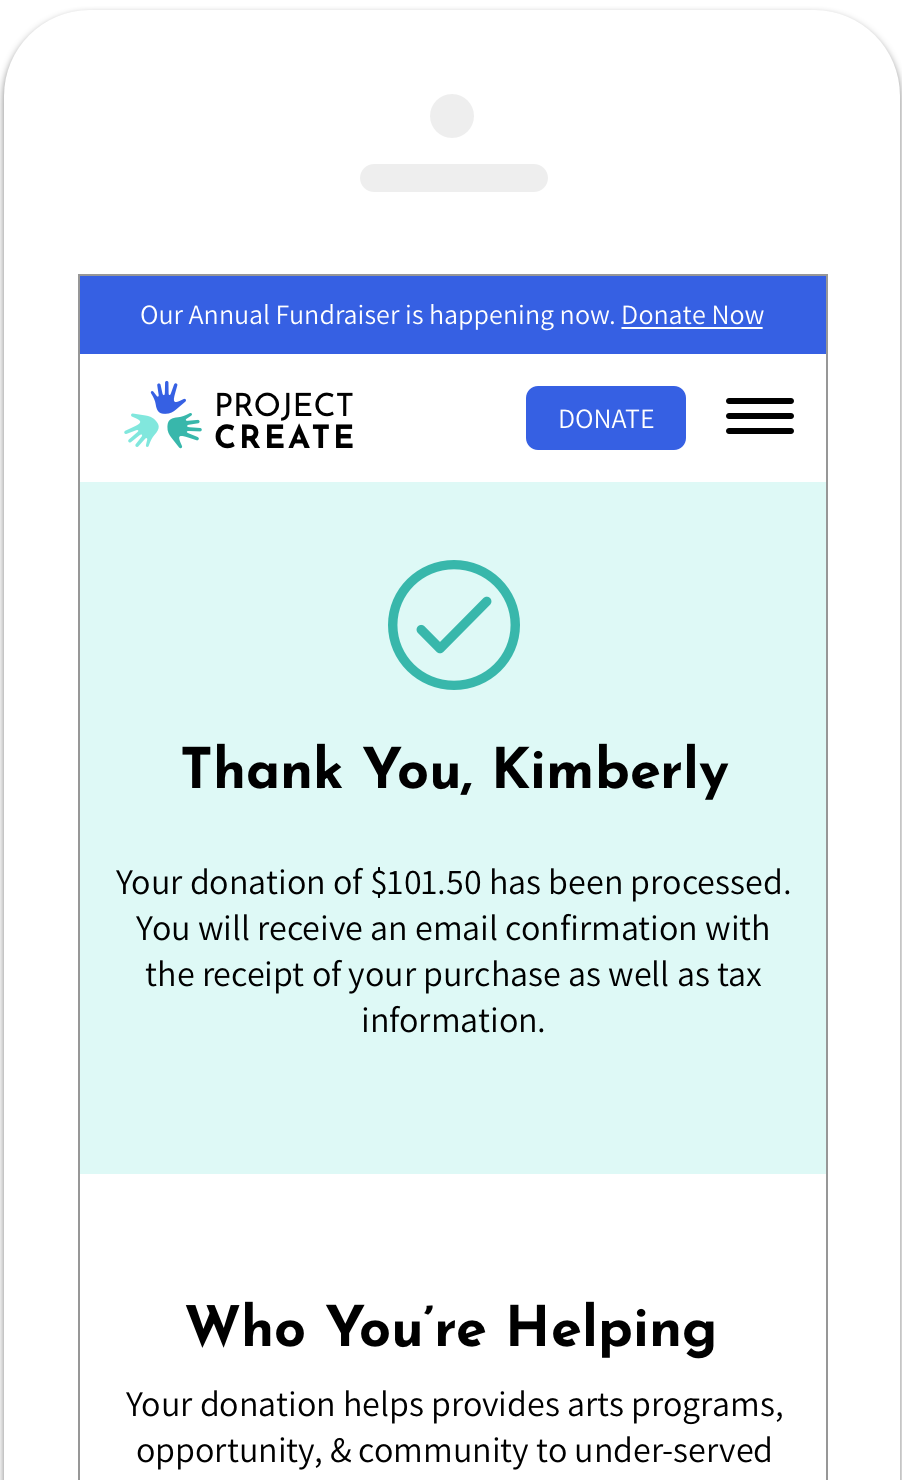 Our Annual Fundraiser is happening now. Donate Now
PROJECT
CREATE
DONATE
Thank You, Kimberly
Your donation of $101.50 has been processed.
You will receive an email confirmation with
the receipt of your purchase as well as tax
information.
Who You’re Helping
Your donation helps provides arts programs,
opportunity, & community to under-served